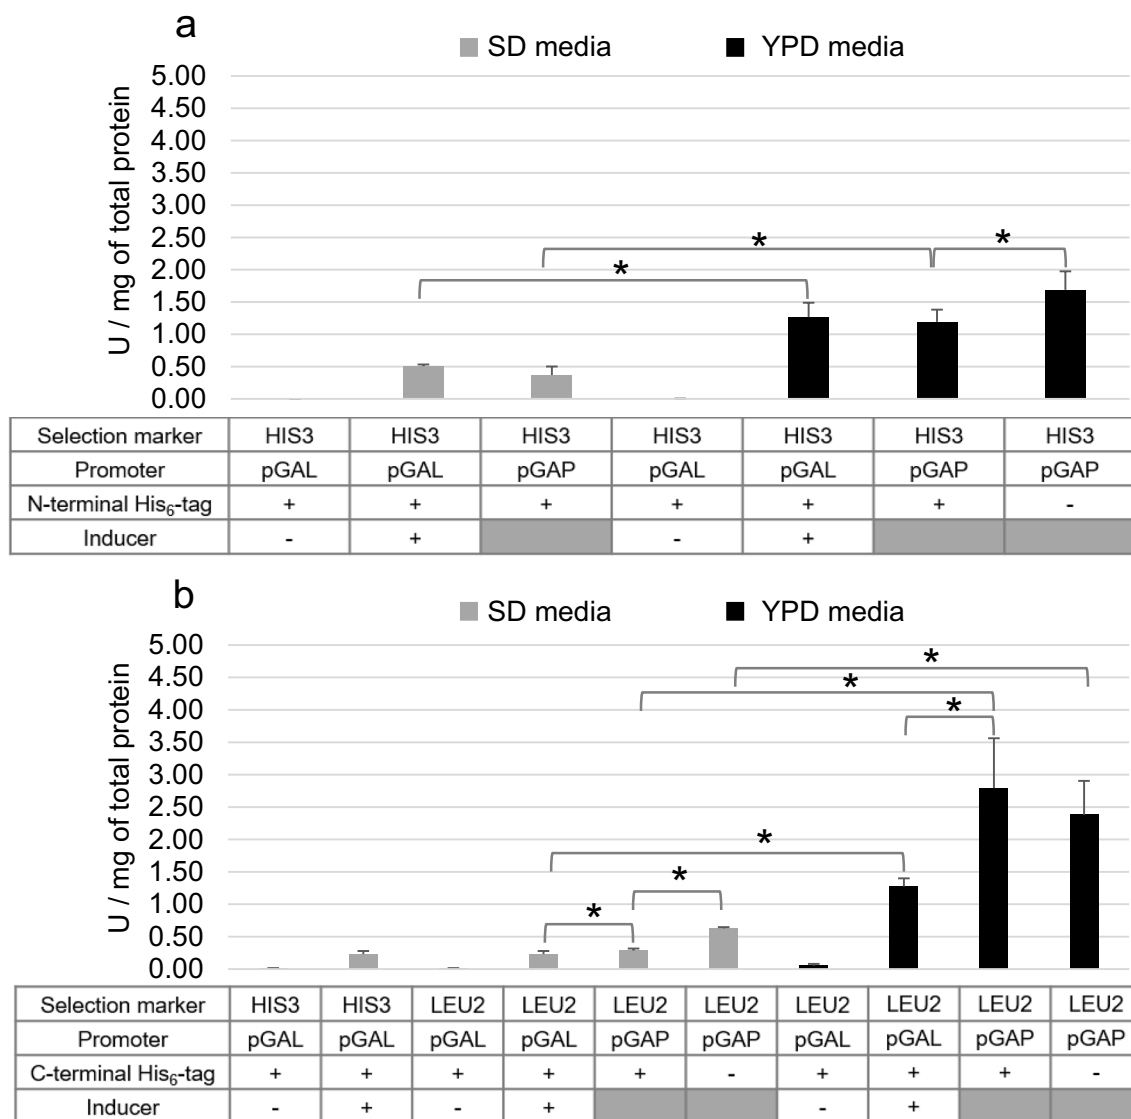 a
SD media YPD media
U / mg of total protein
5.00
4.50
4.00
3.50
3.00
2.50
2.00
1.50
1.00
0.50
0.00
* * *
Selection marker HIS3 HIS3 HIS3 HIS3 HIS3 HIS3 HIS3
Promoter pGAL pGAL pGAP pGAL pGAL pGAP pGAP
N-terminal His₆-tag + + + + + + -
Inducer - + - +
b
SD media YPD media
U / mg of total protein
5.00
4.50
4.00
3.50
3.00
2.50
2.00
1.50
1.00
0.50
0.00
* * * * * *
Selection marker HIS3 HIS3 LEU2 LEU2 LEU2 LEU2 LEU2 LEU2 LEU2 LEU2
Promoter pGAL pGAL pGAL pGAL pGAP pGAP pGAL pGAL pGAP pGAP
C-terminal His₆-tag + + + + + - + + + -
Inducer - + - + - +